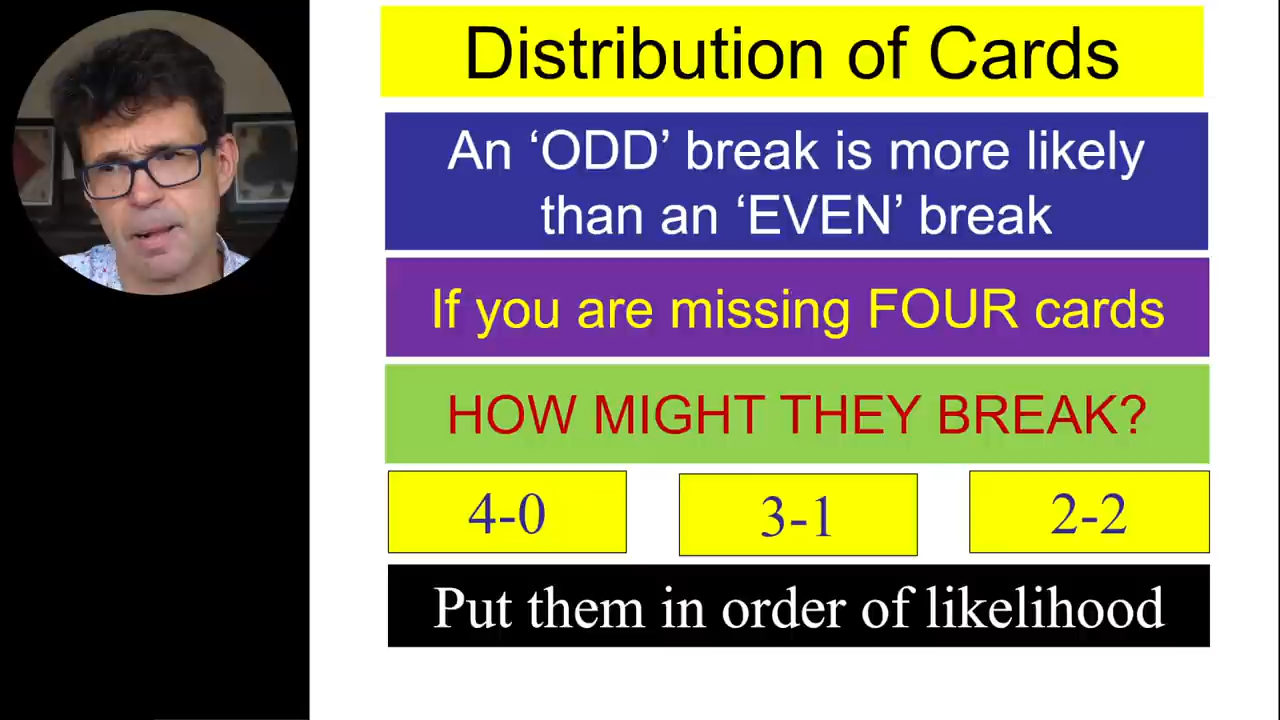 Distribution of Cards
An ‘ODD’ break is more likely
than an ‘EVEN’ break
If you are missing FOUR cards
HOW MIGHT THEY BREAK?
4-0
3-1
2-2
Put them in order of likelihood